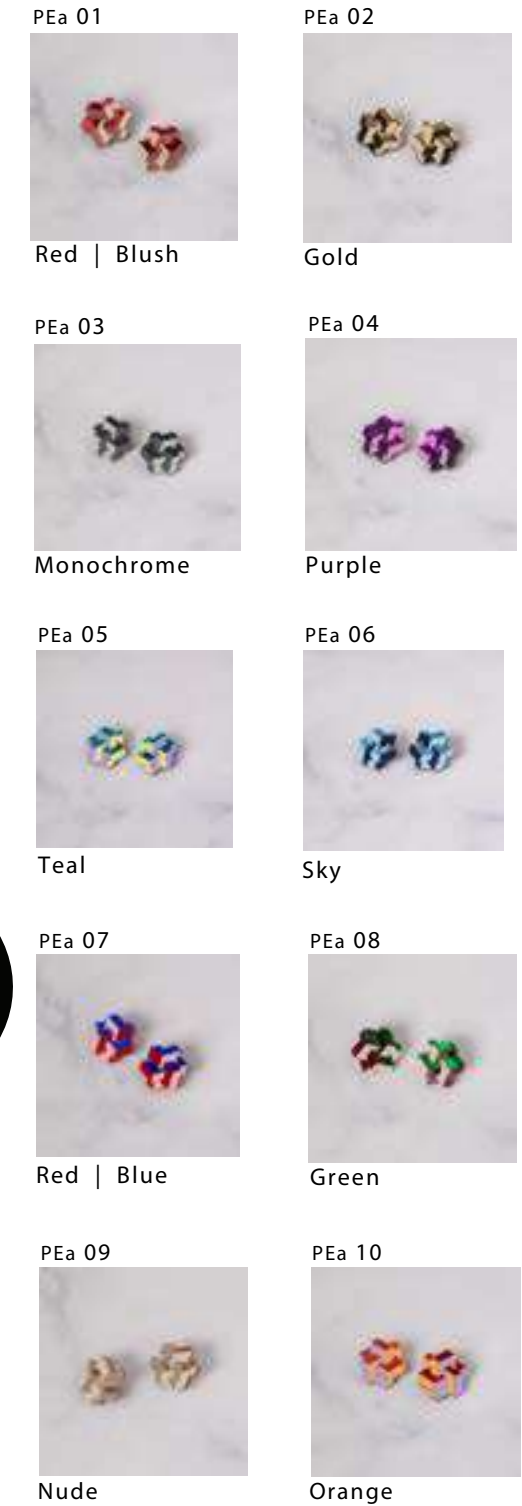 PEa 01
PEa 02
Red | Blush
Gold
PEa 03
PEa 04
Monochrome
Purple
PEa 05
PEa 06
Teal
Sky
PEa 07
PEa 08
Red | Blue
Green
PEa 09
PEa 10
Nude
Orange